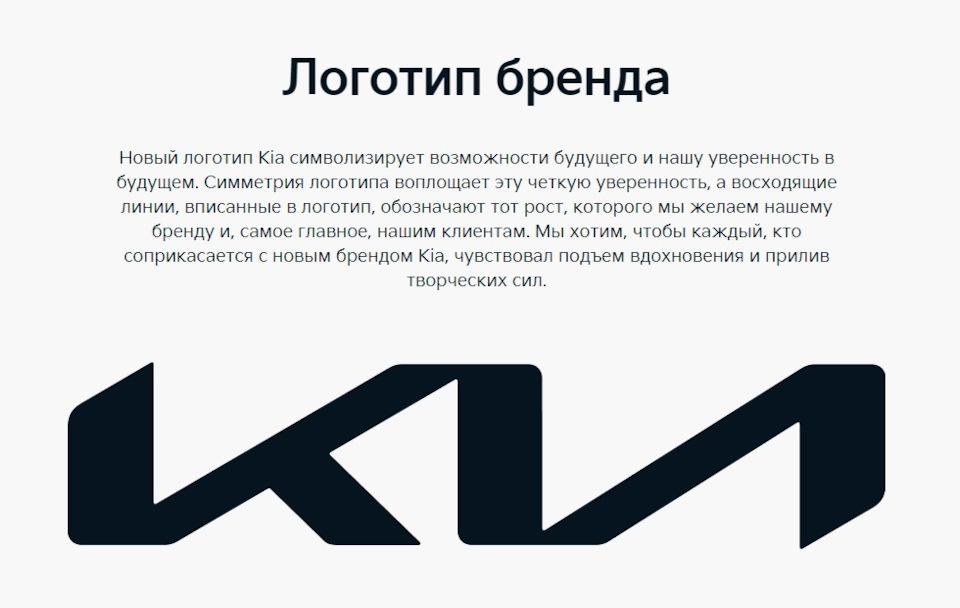 Логотип бренда
Новый логотип Kia символизирует возможности будущего и нашу уверенность в
будущем. Симметрия логотипа воплощает эту четкую уверенность, а восходящие
линии, вписанные в логотип, обозначают тот рост, которого мы желаем нашему
бренду и, самое главное, нашим клиентам. Мы хотим, чтобы каждый, кто
соприкасается с новым брендом Kia, чувствовал подъем вдохновения и прилив
творческих сил.
KIA